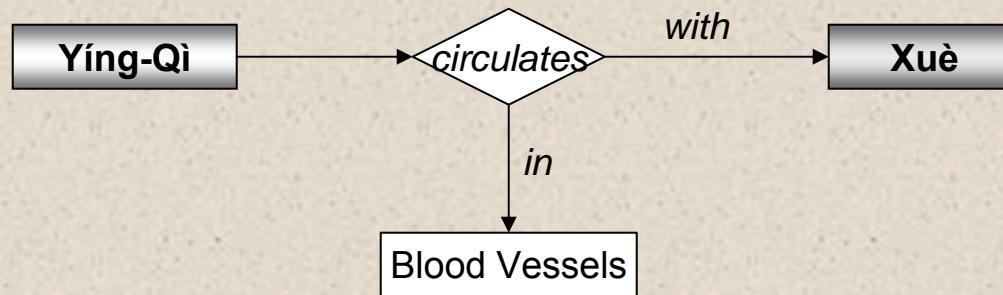 with
Yíng-Qì
circulates
Xuè
in
Blood Vessels